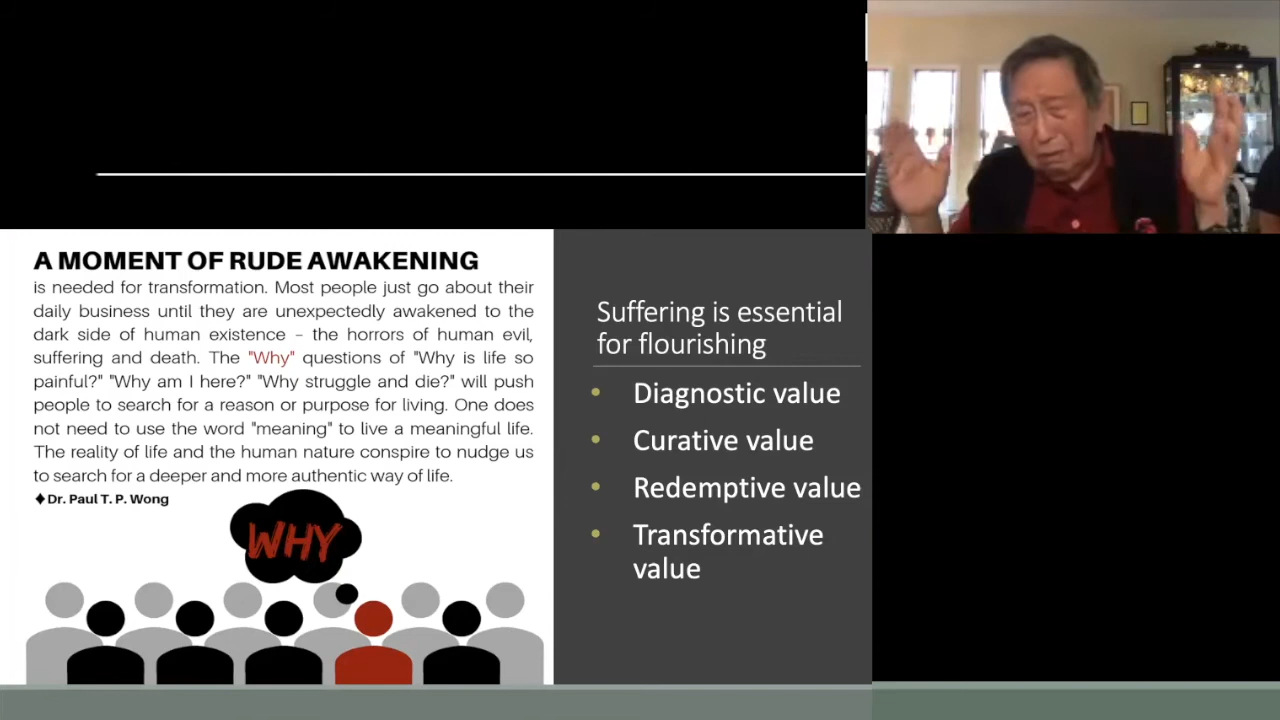 A MOMENT OF RUDE AWAKENING
is needed for transformation. Most people just go about their
daily business until they are unexpectedly awakened to the
dark side of human existence – the horrors of human evil,
suffering and death. The "Why" questions of "Why is life so
painful?" "Why am I here?" "Why struggle and die?" will push
people to search for a reason or purpose for living. One does
not need to use the word "meaning" to live a meaningful life.
The reality of life and the human nature conspire to nudge us
to search for a deeper and more authentic way of life.
♦Dr. Paul T. P. Wong
WHY
Suffering is essential
for flourishing
• Diagnostic value
• Curative value
• Redemptive value
• Transformative
value